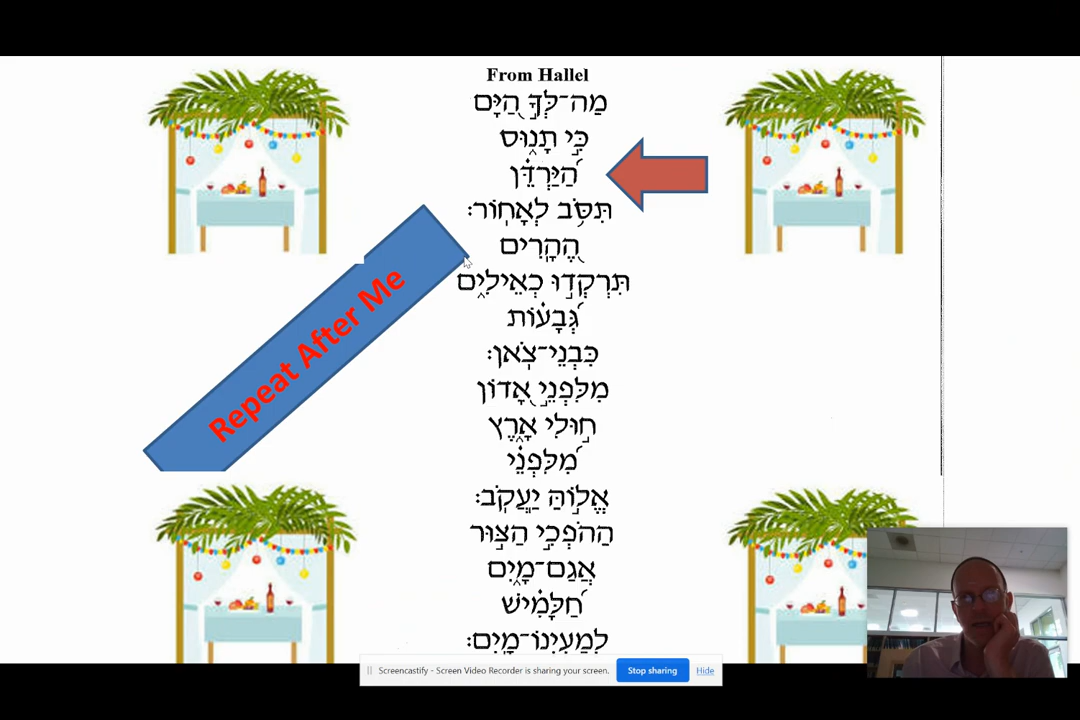 From Hallel
מַה־לְּךָ֣ הַ֭יָּם
כִּ֣י תָנ֑וּס
הַ֝יַּרְדֵּ֗ן
תִּסֹּ֥ב לְאָחֽוֹר׃
הֶ֭הָרִים
תִּרְקְד֣וּ כְאֵילִ֑ים
גְּ֝בָע֗וֹת
כִּבְנֵי־צֹֽאן׃
מִלִּפְנֵ֣י אָ֭דוֹן
ח֣וּלִי אָ֑רֶץ
מִ֝לִּפְנֵ֗י
אֱל֣וֹהַּ יַעֲקֹֽב׃
הַהֹפְכִ֣י הַצּ֣וּר
אֲגַם־מָ֑יִם
חַ֝לָּמִ֗ישׁ
לְמַעְיְנוֹ־מָֽיִם׃
Repeat After Me
Screencastify - Screen Video Recorder is sharing your screen. Stop sharing Hide